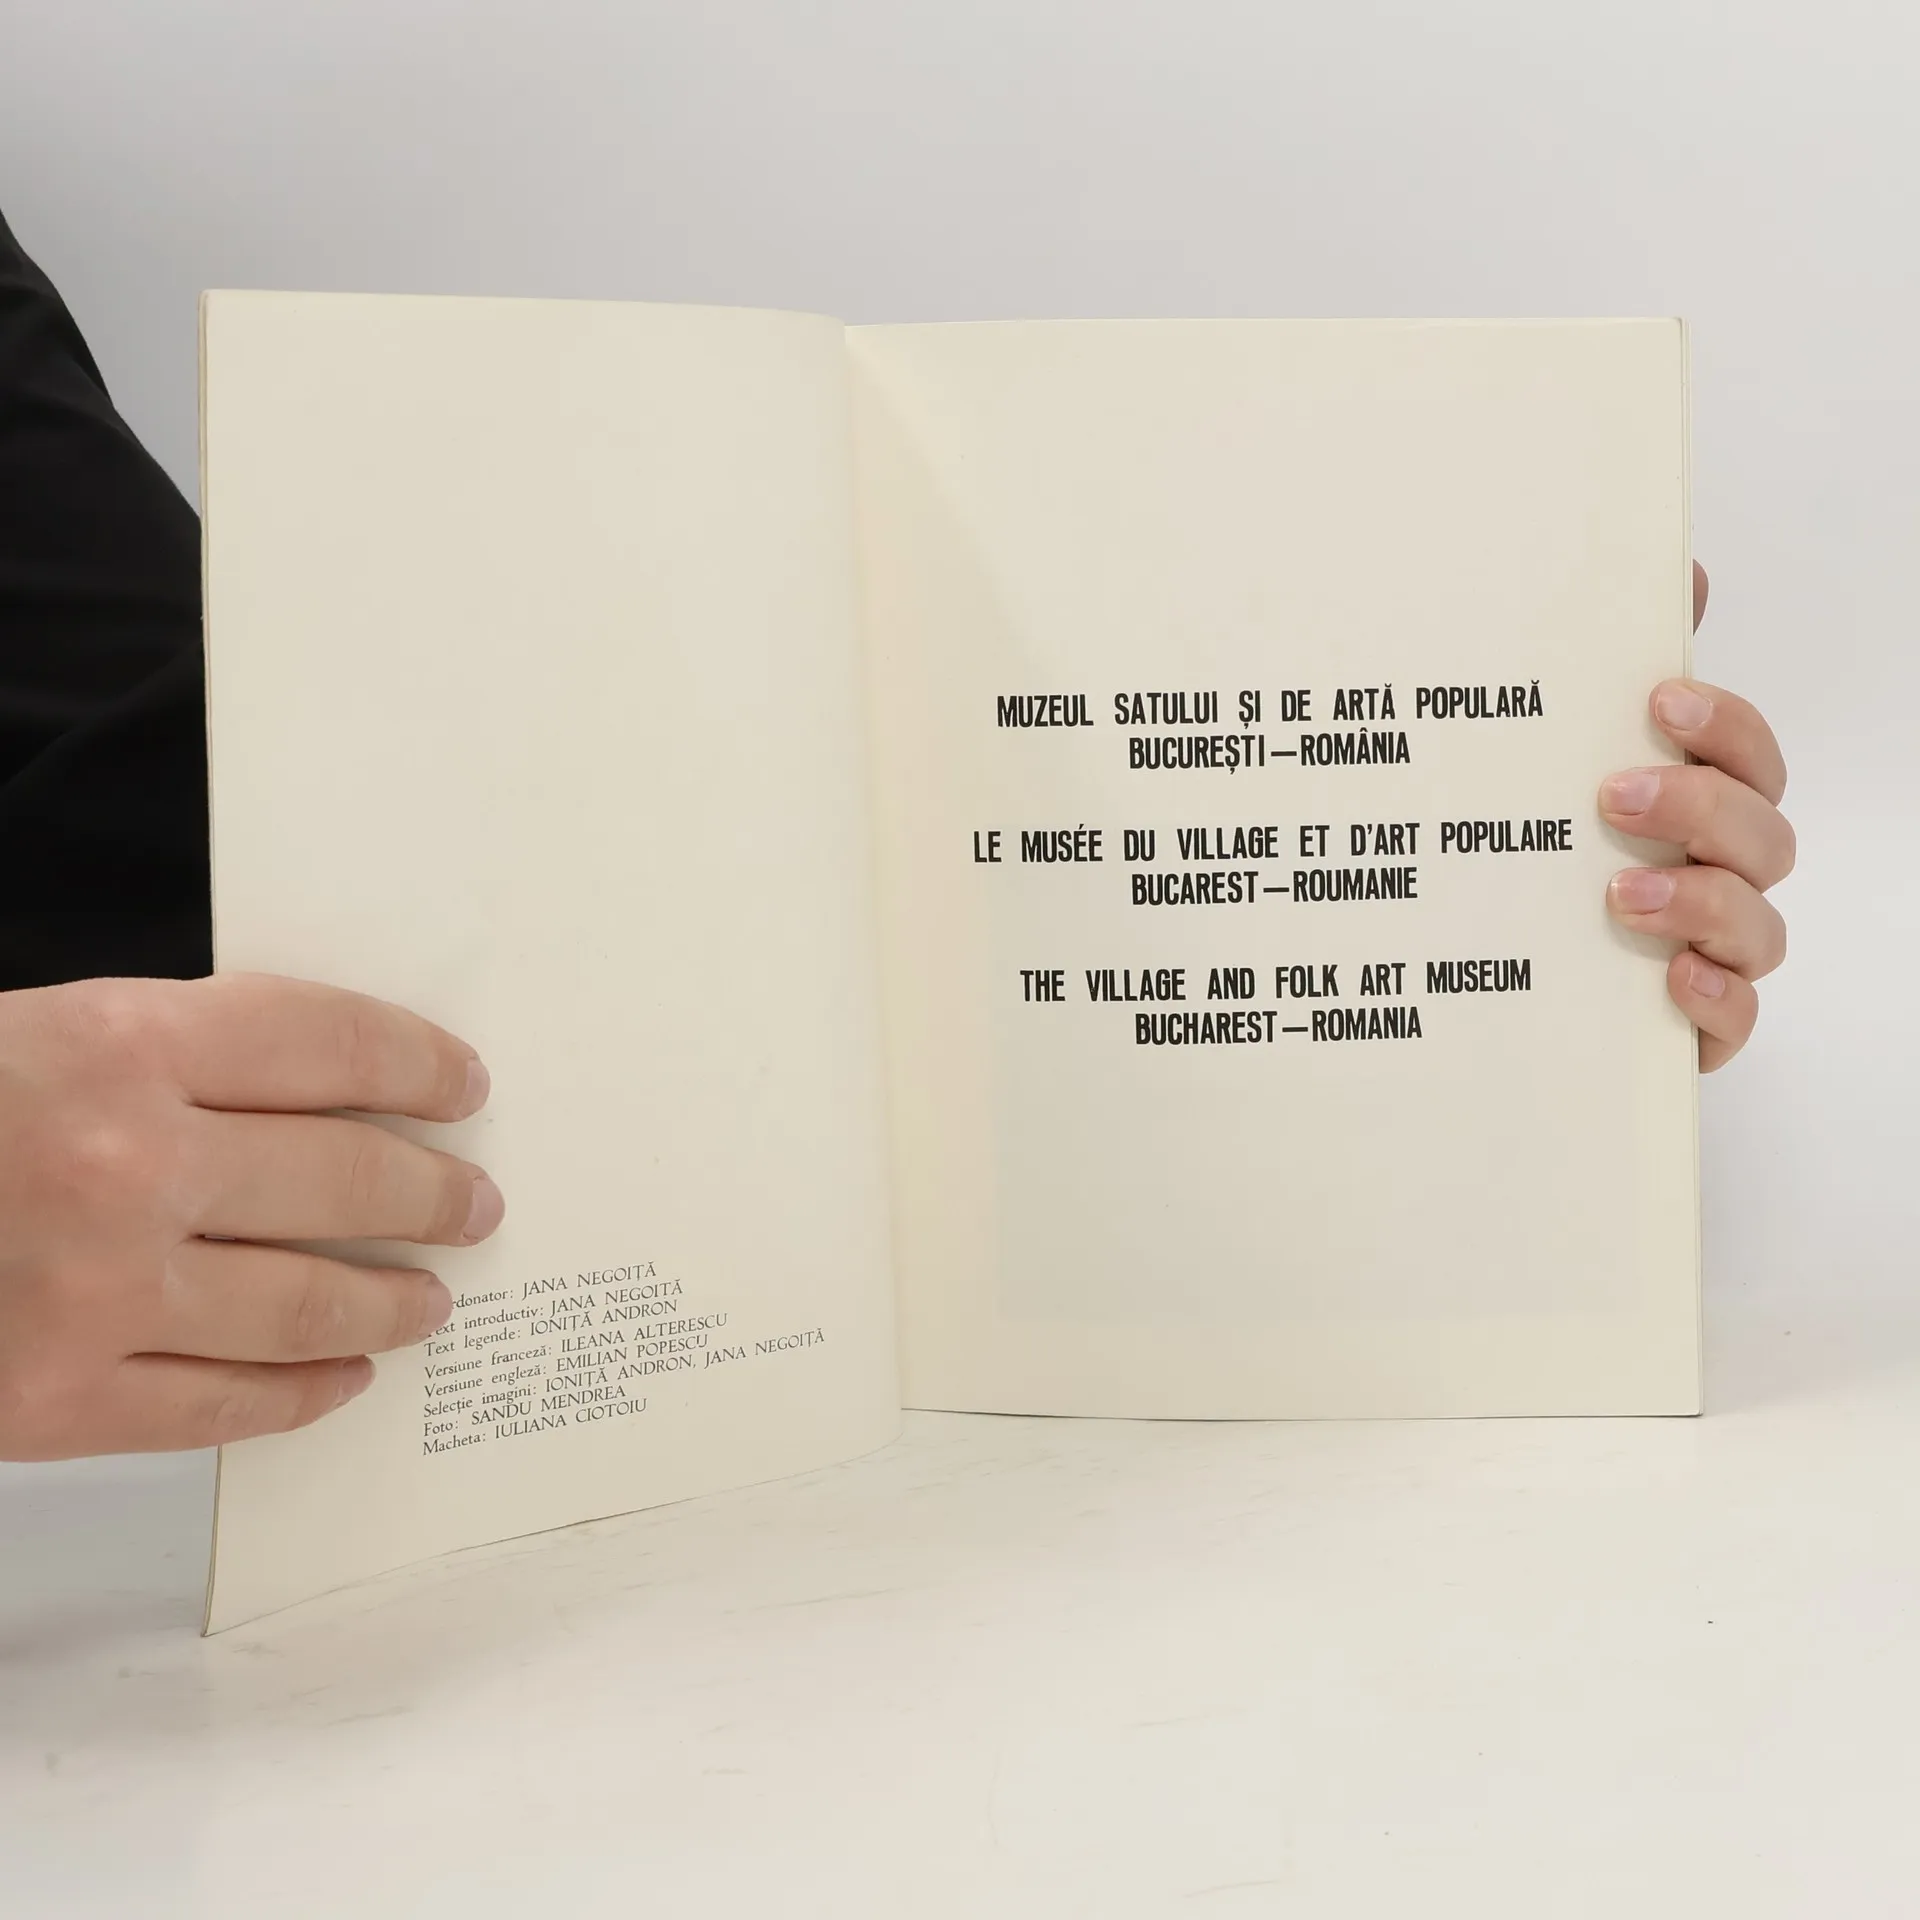 JANA NEGOIȚĂ
introductiv: JANA NEGOIȚĂ
Text legende: IONIȚĂ ANDRON
Versiune franceză: ILEANA ALTERESCU
Versiune engleză: EMILIAN POPESCU
Selecție imagini: IONIȚĂ ANDRON, JANA NEGOIȚĂ
Foto: SANDU MENDREA
Macheta: IULIANA CIOTOIU
MUZEUL SATULUI ȘI DE ARTĂ POPULARĂ
BUCUREȘTI—ROMÂNIA
LE MUSÉE DU VILLAGE ET D'ART POPULAIRE
BUCAREST—ROUMANIE
THE VILLAGE AND FOLK ART MUSEUM
BUCHAREST—ROMANIA